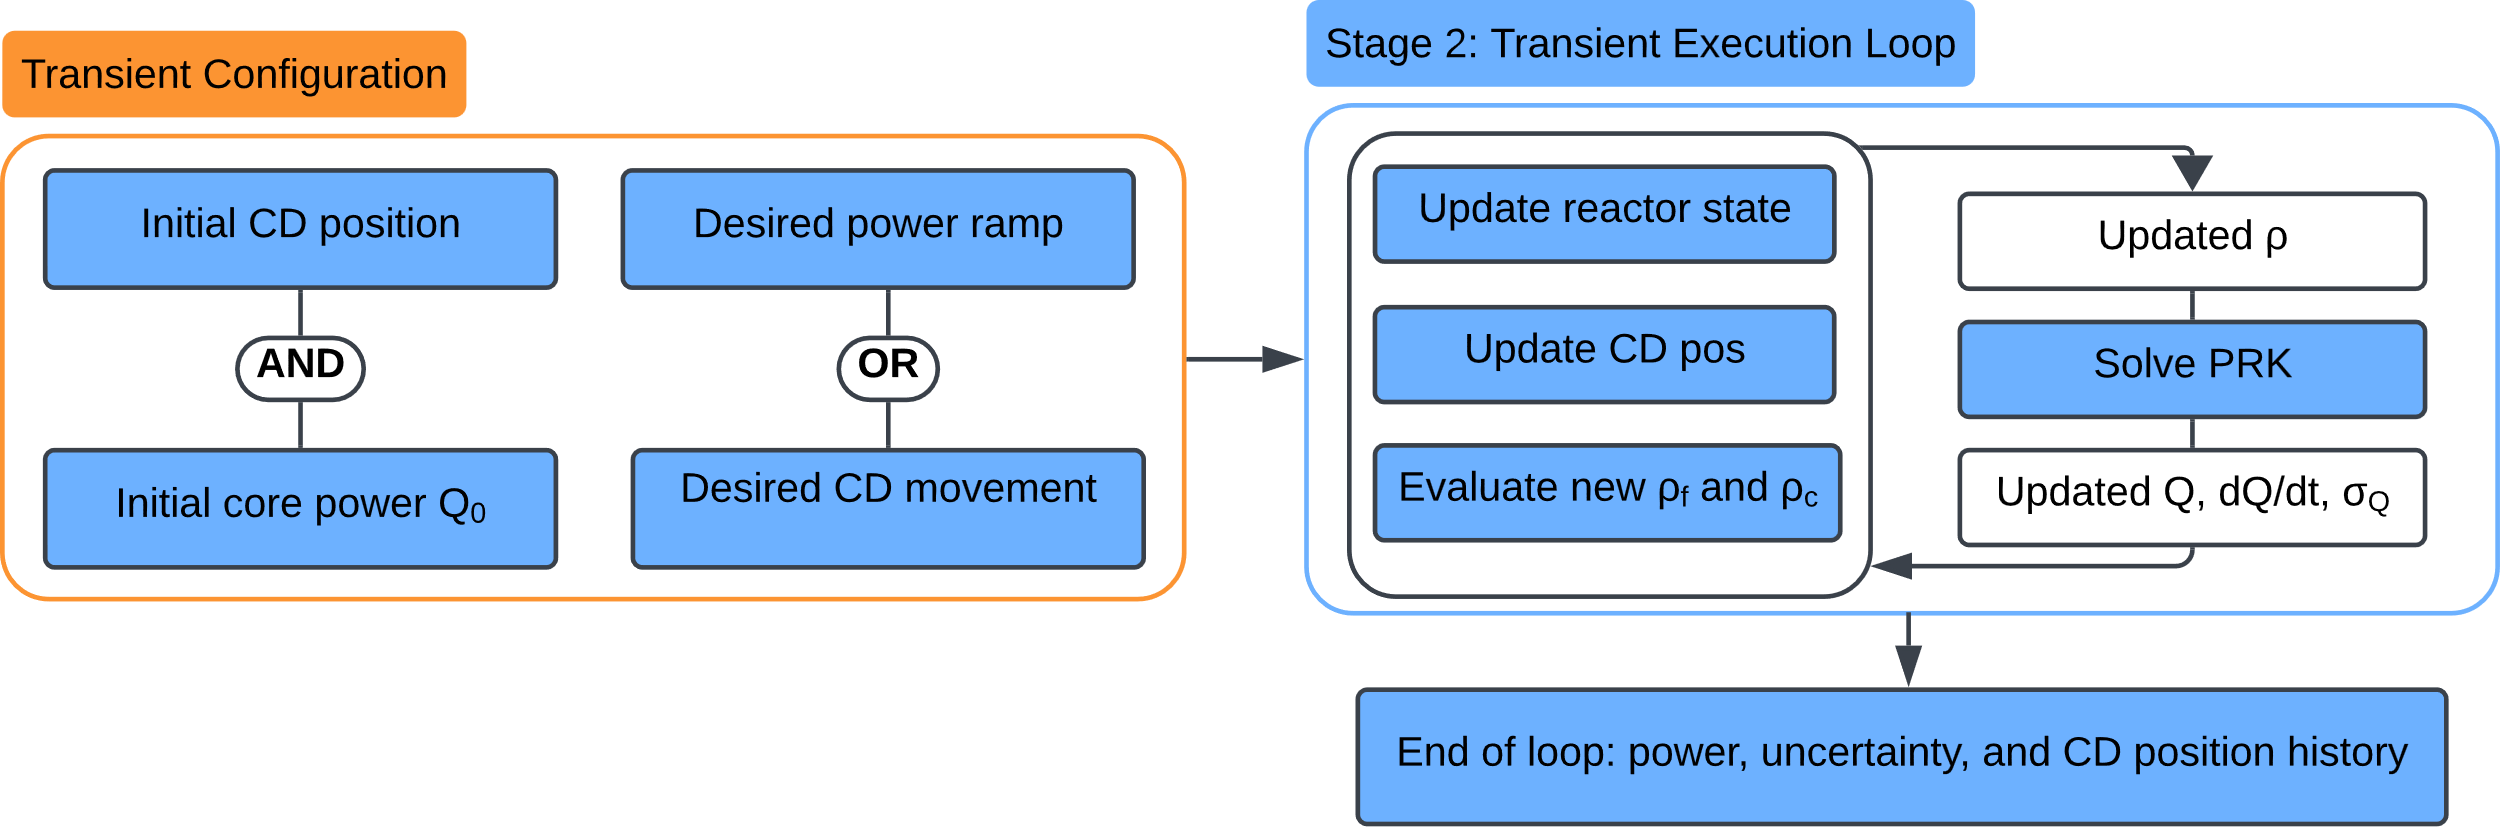 Transient Configuration
Initial CD position
AND
Initial core power Q₀
Desired power ramp
OR
Desired CD movement
Stage 2: Transient Execution Loop
Update reactor sate
Update CD pos
Evaluate new ρf and ρc
Updated ρ
Solve PRK
Updated Q, dQ/dt, σQ
End of loop: power, uncertainty, and CD position history